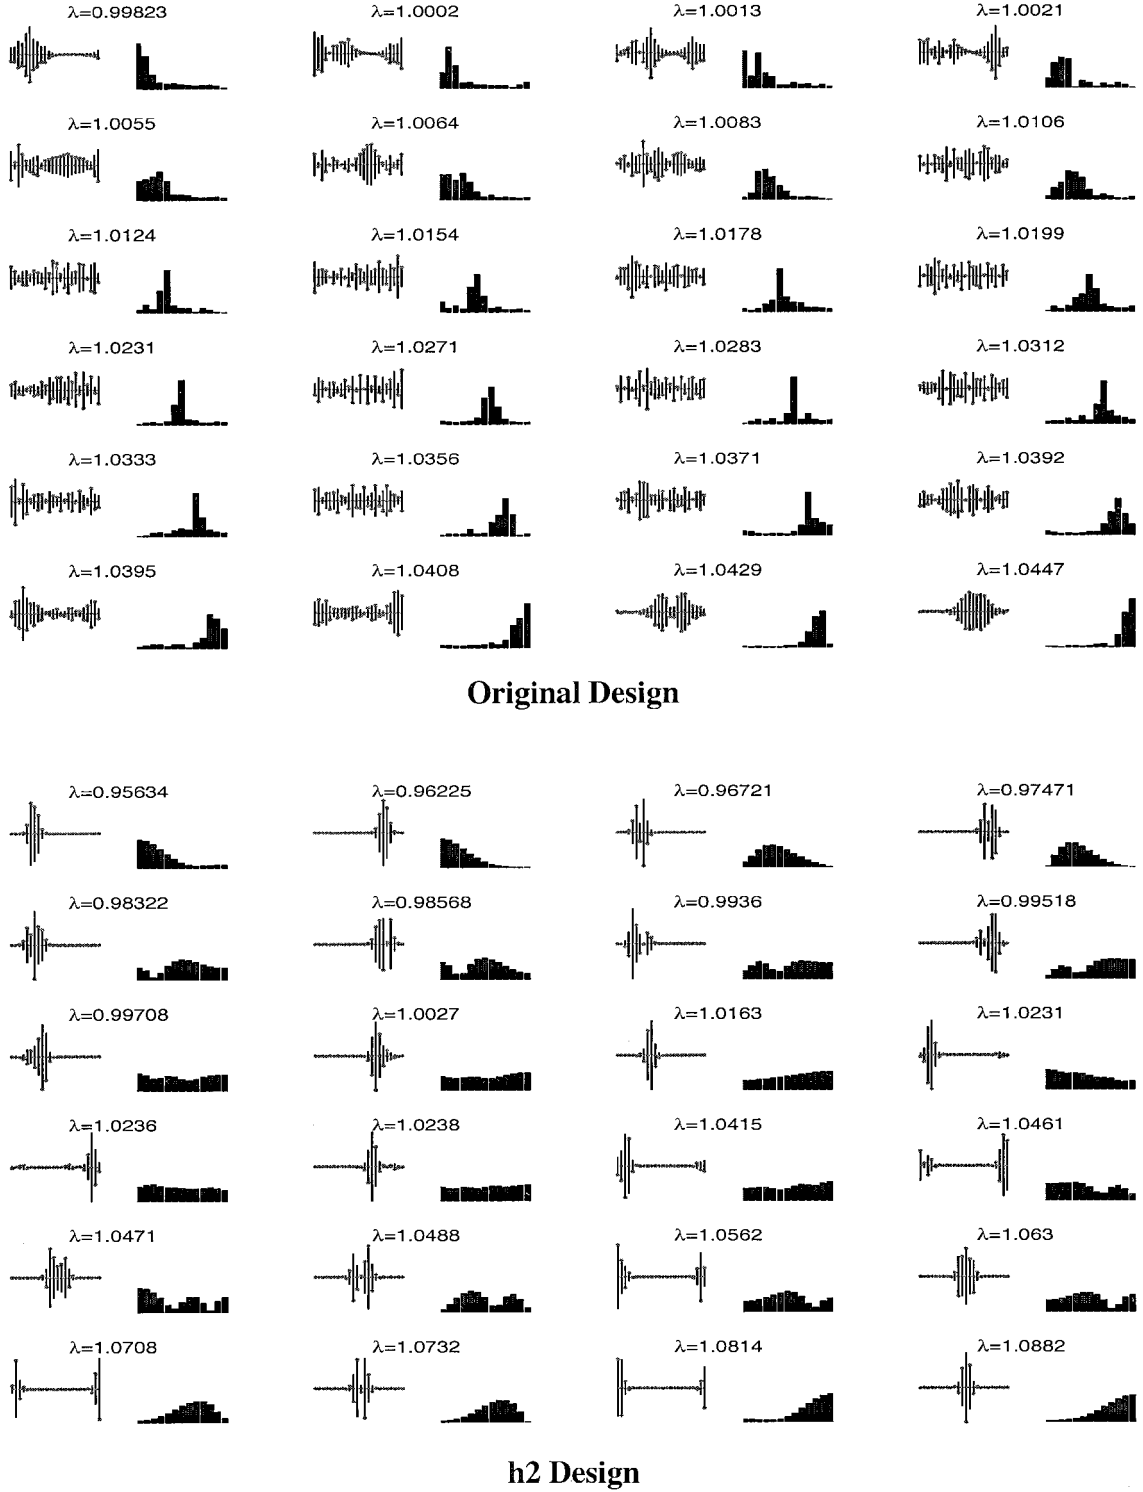 λ=0.99823 λ=1.0002 λ=1.0013 λ=1.0021
λ=1.0055 λ=1.0064 λ=1.0083 λ=1.0106
λ=1.0124 λ=1.0154 λ=1.0178 λ=1.0199
λ=1.0231 λ=1.0271 λ=1.0283 λ=1.0312
λ=1.0333 λ=1.0356 λ=1.0371 λ=1.0392
λ=1.0395 λ=1.0408 λ=1.0429 λ=1.0447
Original Design
λ=0.95634 λ=0.96225 λ=0.96721 λ=0.97471
λ=0.98322 λ=0.98568 λ=0.9936 λ=0.99518
λ=0.99708 λ=1.0027 λ=1.0163 λ=1.0231
λ=1.0236 λ=1.0238 λ=1.0415 λ=1.0461
λ=1.0471 λ=1.0488 λ=1.0562 λ=1.063
λ=1.0708 λ=1.0732 λ=1.0814 λ=1.0882
h2 Design